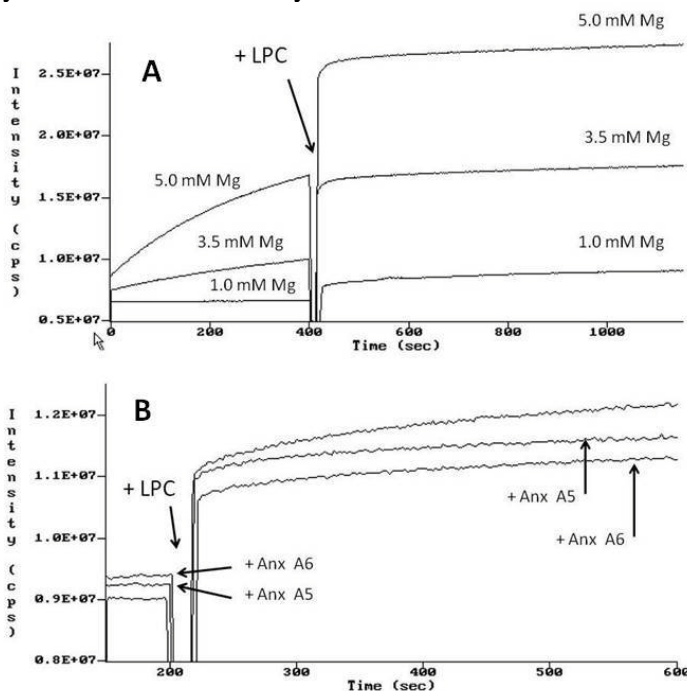 A
+ LPC
5.0 mM Mg
3.5 mM Mg
1.0 mM Mg
5.0 mM Mg
3.5 mM Mg
1.0 mM Mg
Intensity (cps)
2.5E+07
2.0E+07
1.5E+07
1.0E+07
0.5E+07
0 200 400 600 800 1000
Time (sec)
B
+ LPC
+ Anx A6
+ Anx A5
+ Anx A5
+ Anx A6
Intensity (cps)
1.2E+07
1.1E+07
1.0E+07
0.9E+07
0.8E+07
200 300 400 500 600
Time (sec)